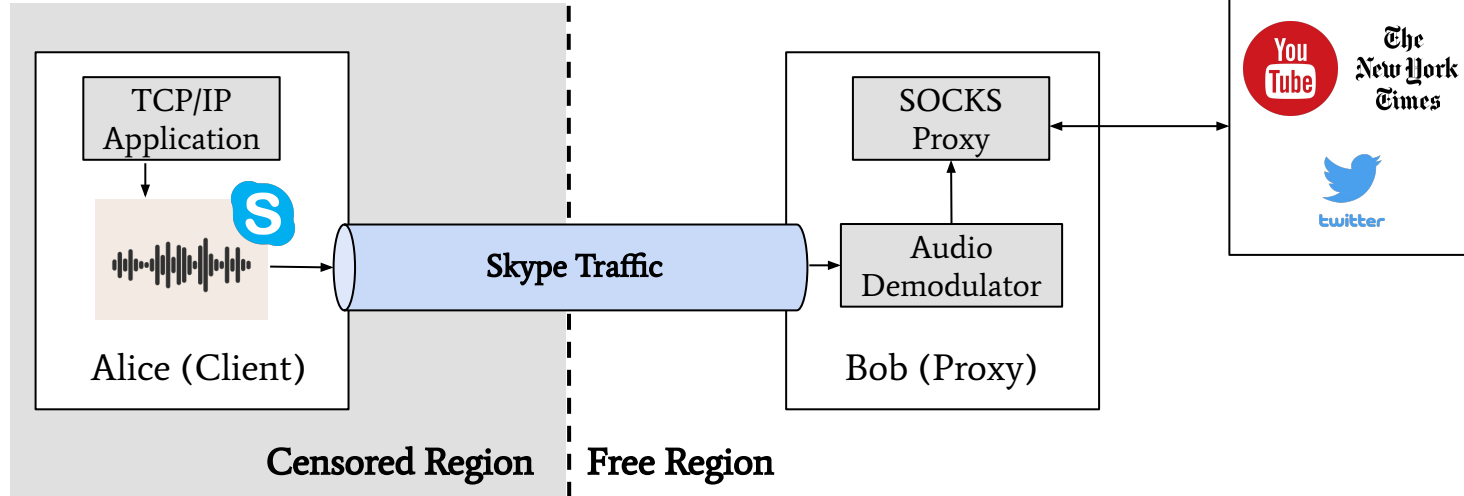 TCP/IP
Application
S
Alice (Client)
Censored Region
Skype Traffic
Free Region
SOCKS
Proxy
Audio
Demodulator
Bob (Proxy)
You
Tube
The
New York
Times
twitter